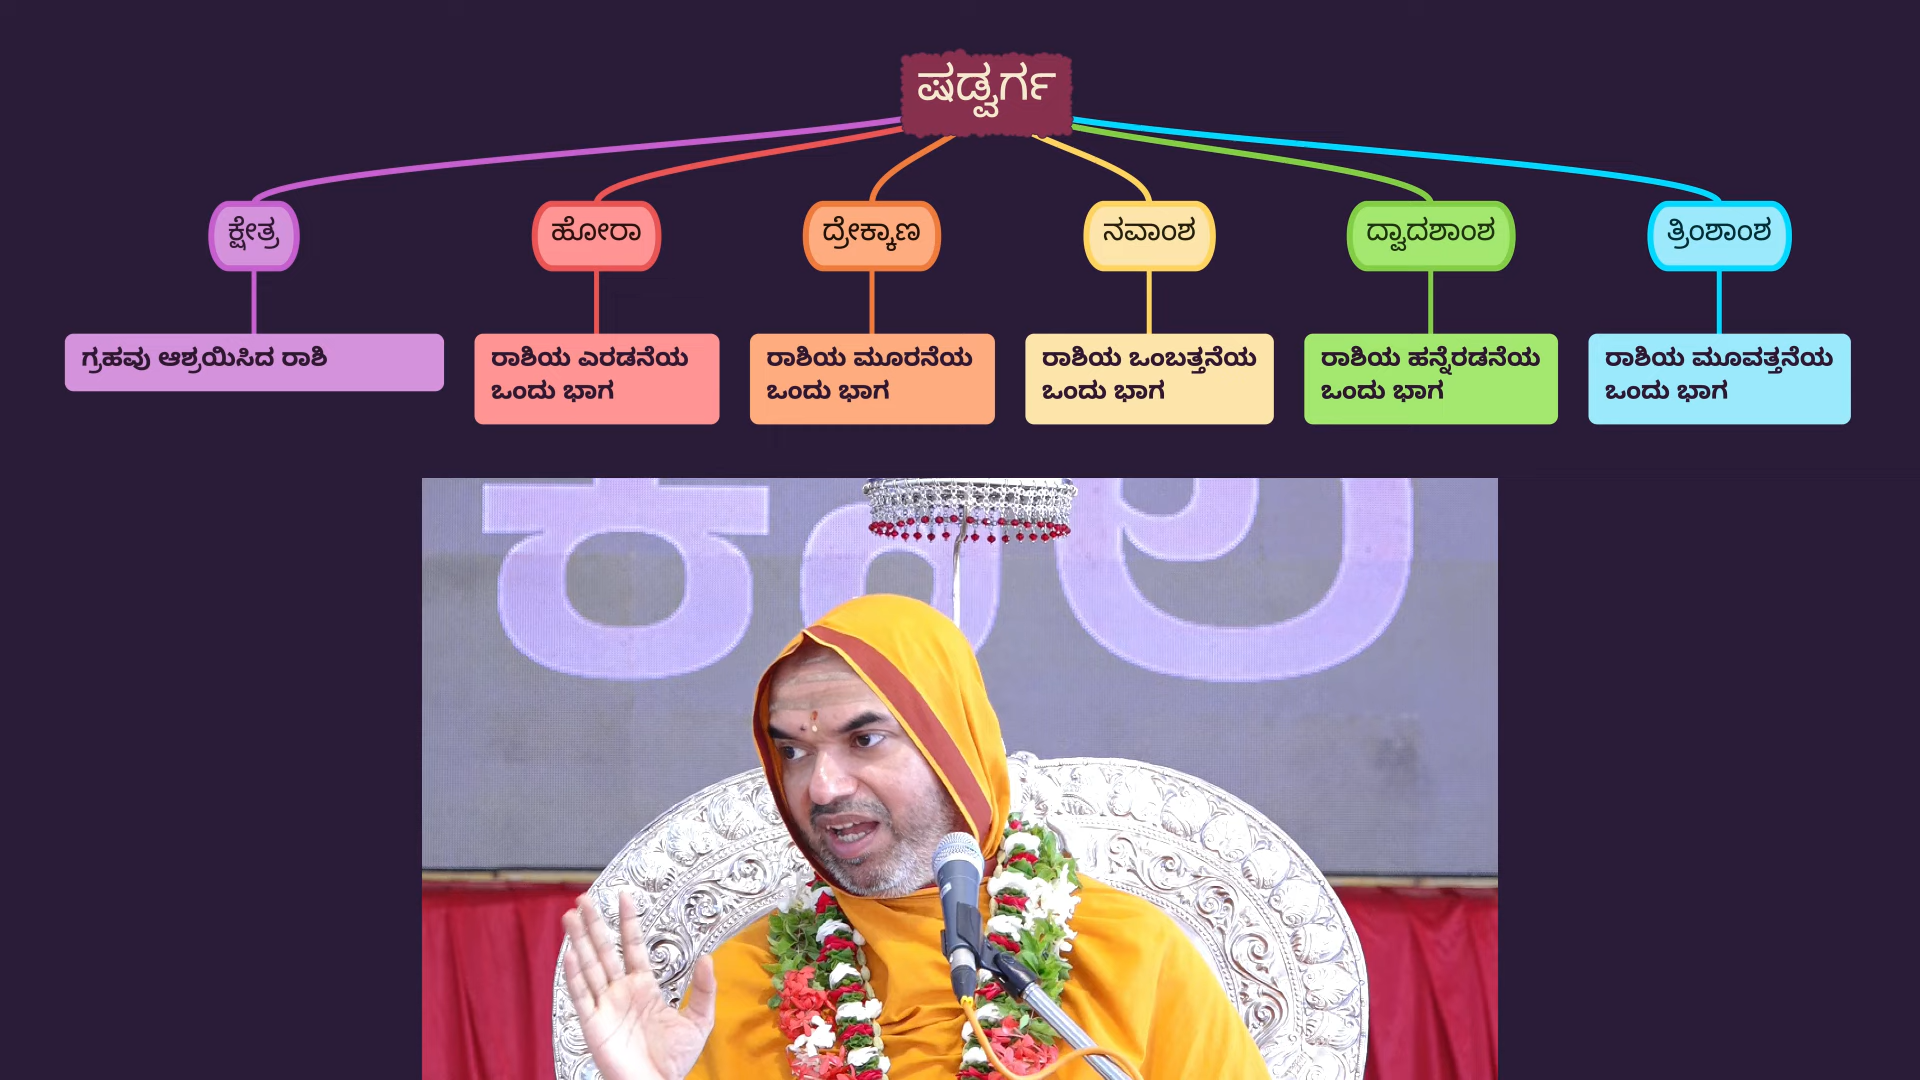 ಷಡ್ವರ್ಗ
ಕ್ಷೇತ್ರ
ಹೋರಾ
ದ್ರೇಕ್ಕಾಣ
ನವಾಂಶ
ದ್ವಾದಶಾಂಶ
ತ್ರಿಂಶಾಂಶ
ಗ್ರಹವು ಆಶ್ರಯಿಸಿದ ರಾಶಿ
ರಾಶಿಯ ಎರಡನೆಯ
ಒಂದು ಭಾಗ
ರಾಶಿಯ ಮೂರನೆಯ
ಒಂದು ಭಾಗ
ರಾಶಿಯ ಒಂಬತ್ತನೆಯ
ಒಂದು ಭಾಗ
ರಾಶಿಯ ಹನ್ನೆರಡನೆಯ
ಒಂದು ಭಾಗ
ರಾಶಿಯ ಮೂವತ್ತನೆಯ
ಒಂದು ಭಾಗ